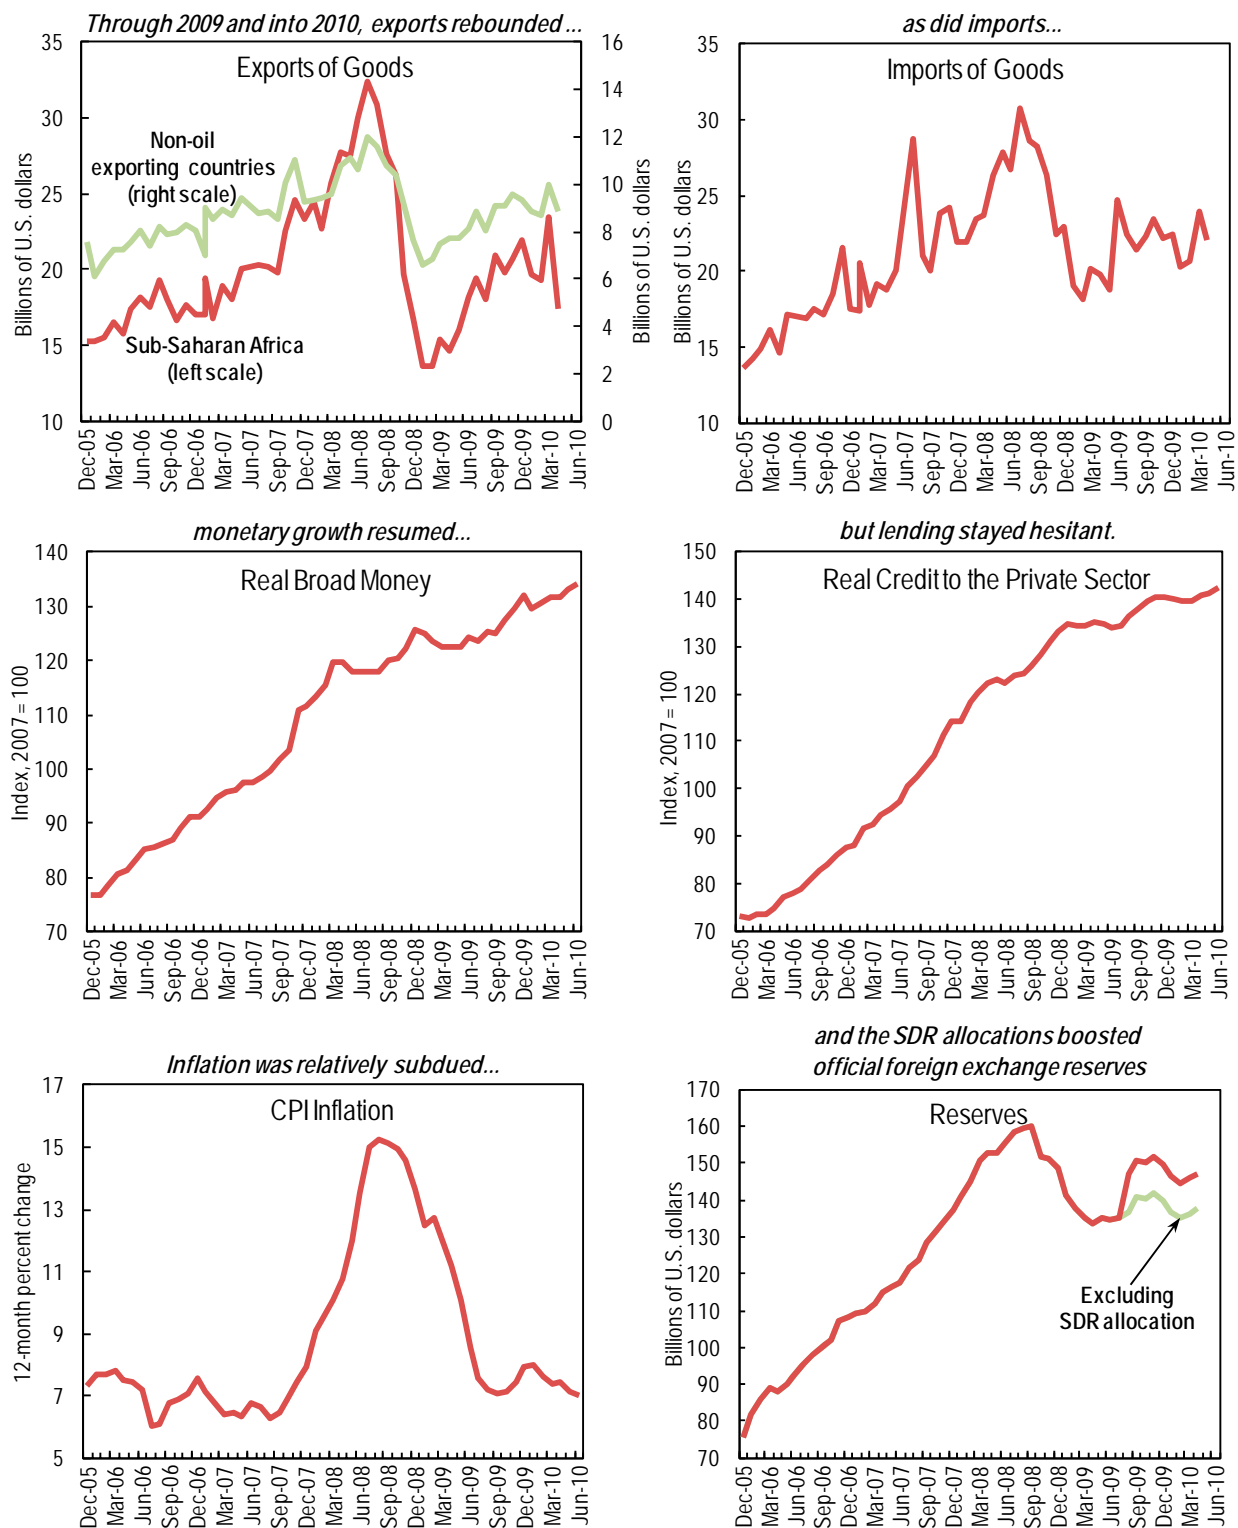 Through 2009 and into 2010, exports rebounded ...
Exports of Goods
Billions of U.S. dollars
35
30
25
20
15
10
Non-oil
exporting countries
(right scale)
Sub-Saharan Africa
(left scale)
16
14
12
10
8
6
4
2
0
Billions of U.S. dollars
Dec-05
Mar-06
Jun-06
Sep-06
Dec-06
Mar-07
Jun-07
Sep-07
Dec-07
Mar-08
Jun-08
Sep-08
Dec-08
Mar-09
Jun-09
Sep-09
Dec-09
Mar-10
Jun-10
as did imports...
Imports of Goods
Billions of U.S. dollars
35
30
25
20
15
10
Dec-05
Mar-06
Jun-06
Sep-06
Dec-06
Mar-07
Jun-07
Sep-07
Dec-07
Mar-08
Jun-08
Sep-08
Dec-08
Mar-09
Jun-09
Sep-09
Dec-09
Mar-10
Jun-10
monetary growth resumed...
Real Broad Money
Index, 2007 = 100
140
130
120
110
100
90
80
70
Dec-05
Mar-06
Jun-06
Sep-06
Dec-06
Mar-07
Jun-07
Sep-07
Dec-07
Mar-08
Jun-08
Sep-08
Dec-08
Mar-09
Jun-09
Sep-09
Dec-09
Mar-10
Jun-10
but lending stayed hesitant.
Real Credit to the Private Sector
Index, 2007 = 100
150
140
130
120
110
100
90
80
70
Dec-05
Mar-06
Jun-06
Sep-06
Dec-06
Mar-07
Jun-07
Sep-07
Dec-07
Mar-08
Jun-08
Sep-08
Dec-08
Mar-09
Jun-09
Sep-09
Dec-09
Mar-10
Jun-10
Inflation was relatively subdued...
CPI Inflation
12-month percent change
17
15
13
11
9
7
5
Dec-05
Mar-06
Jun-06
Sep-06
Dec-06
Mar-07
Jun-07
Sep-07
Dec-07
Mar-08
Jun-08
Sep-08
Dec-08
Mar-09
Jun-09
Sep-09
Dec-09
Mar-10
Jun-10
and the SDR allocations boosted
official foreign exchange reserves
Reserves
Billions of U.S. dollars
170
160
150
140
130
120
110
100
90
80
70
Excluding
SDR allocation
Dec-05
Mar-06
Jun-06
Sep-06
Dec-06
Mar-07
Jun-07
Sep-07
Dec-07
Mar-08
Jun-08
Sep-08
Dec-08
Mar-09
Jun-09
Sep-09
Dec-09
Mar-10
Jun-10